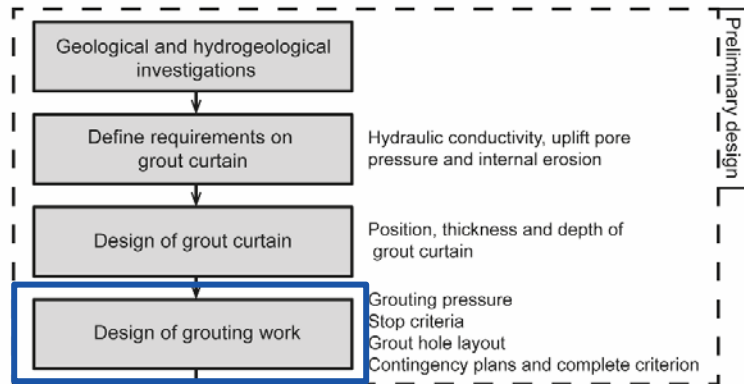 Geological and hydrogeological
investigations
Preliminary design
Define requirements on
grout curtain
Hydraulic conductivity, uplift pore
pressure and internal erosion
Design of grout curtain
Position, thickness and depth of
grout curtain
Design of grouting work
Grouting pressure
Stop criteria
Grout hole layout
Contingency plans and complete criterion